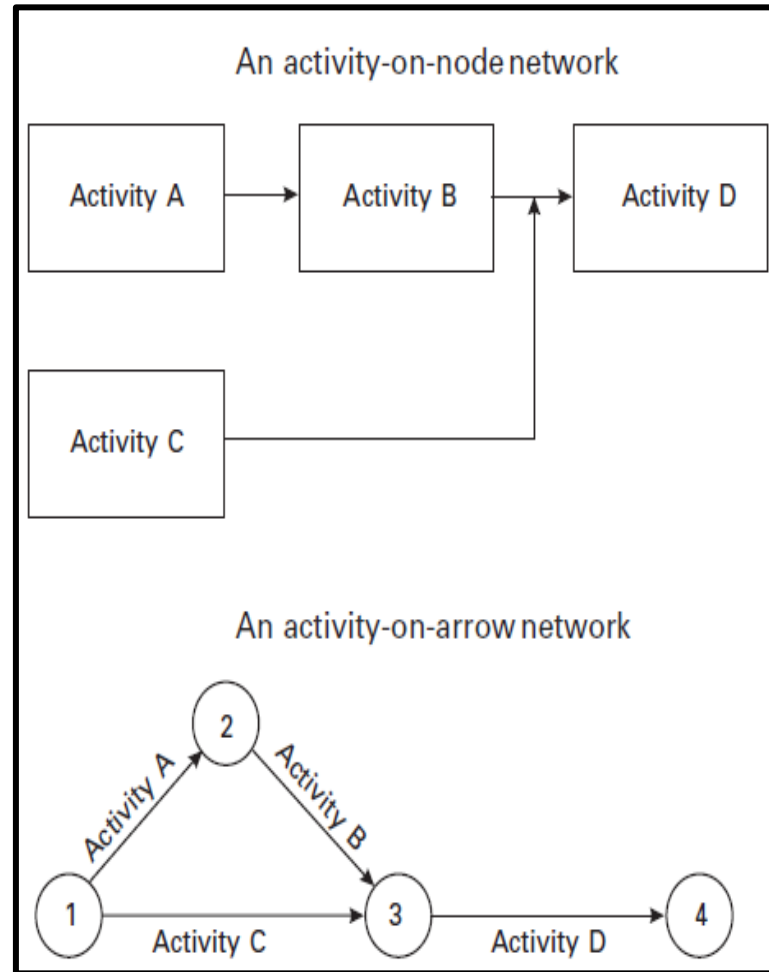 An activity-on-node network
Activity A
Activity B
Activity D
Activity C
An activity-on-arrow network
2
Activity A
Activity B
1
3
4
Activity C
Activity D